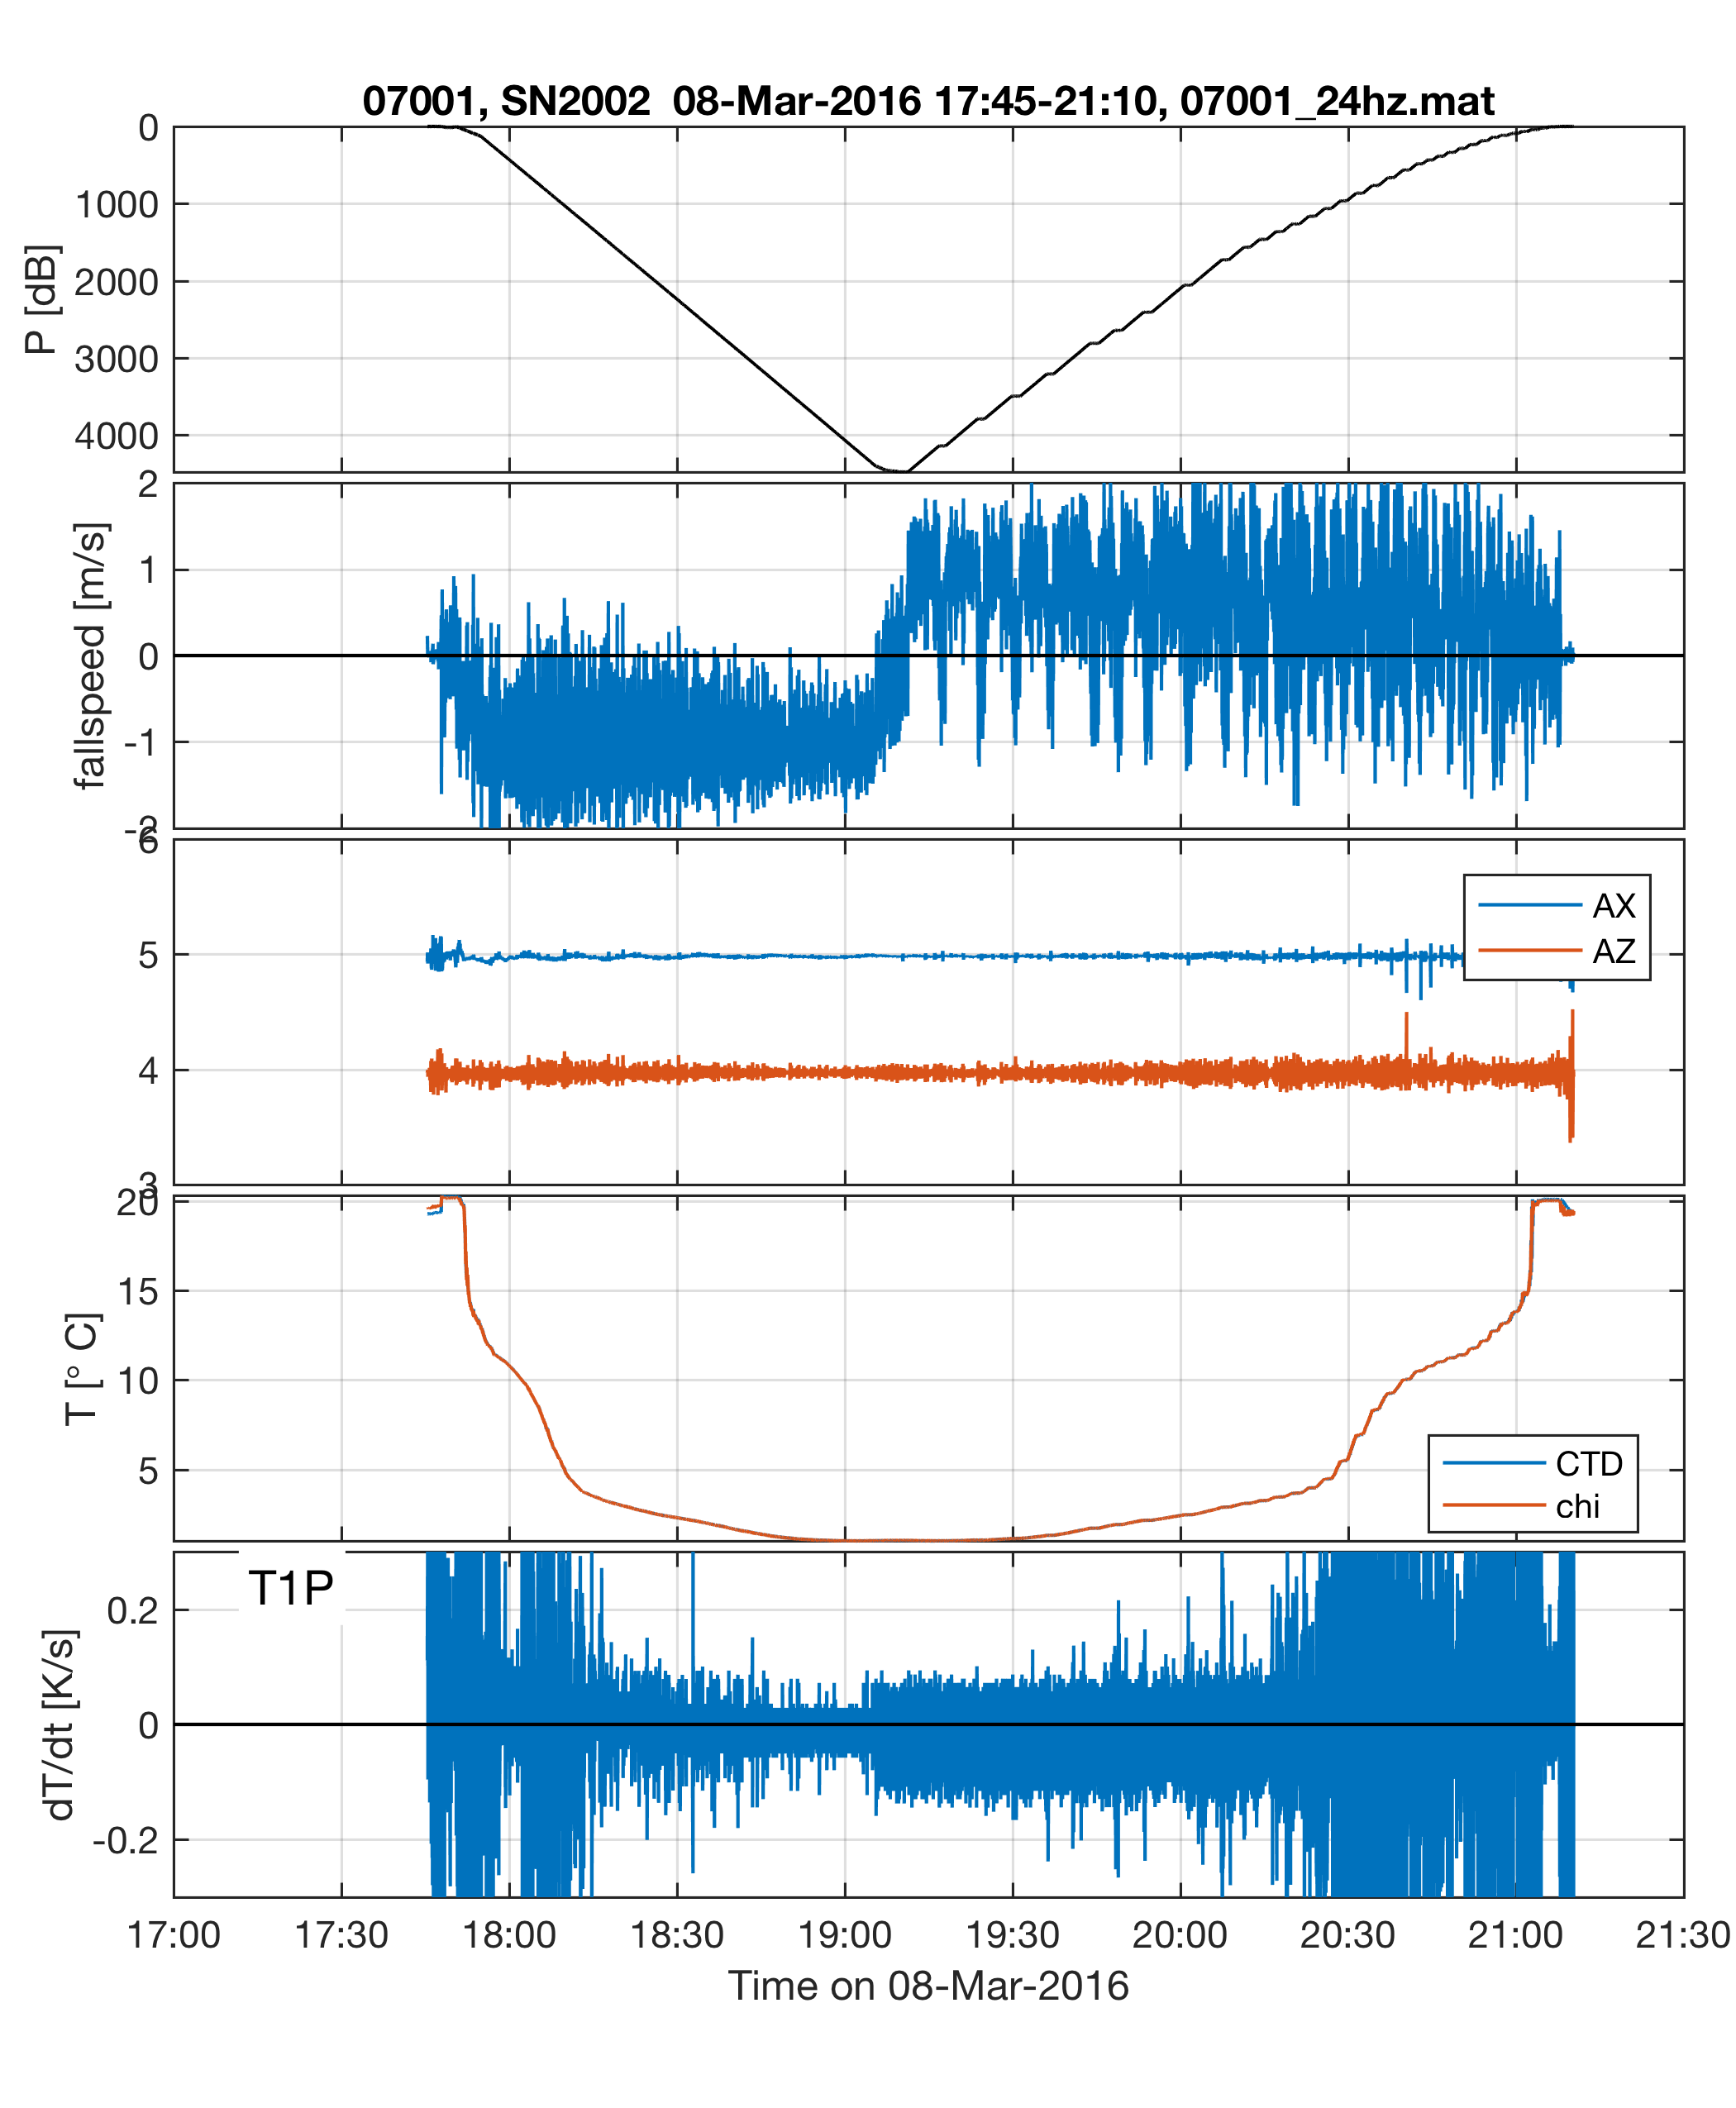 07001, SN2002  08-Mar-2016 17:45-21:10, 07001_24hz.mat
0
1000
2000
3000
4000
P [dB]
2
1
0
-1
-2
fallspeed [m/s]
6
5
4
3
AX
AZ
20
15
10
5
T [° C]
CTD
chi
T1P
0.2
0
-0.2
dT/dt [K/s]
17:00 17:30 18:00 18:30 19:00 19:30 20:00 20:30 21:00 21:30
Time on 08-Mar-2016